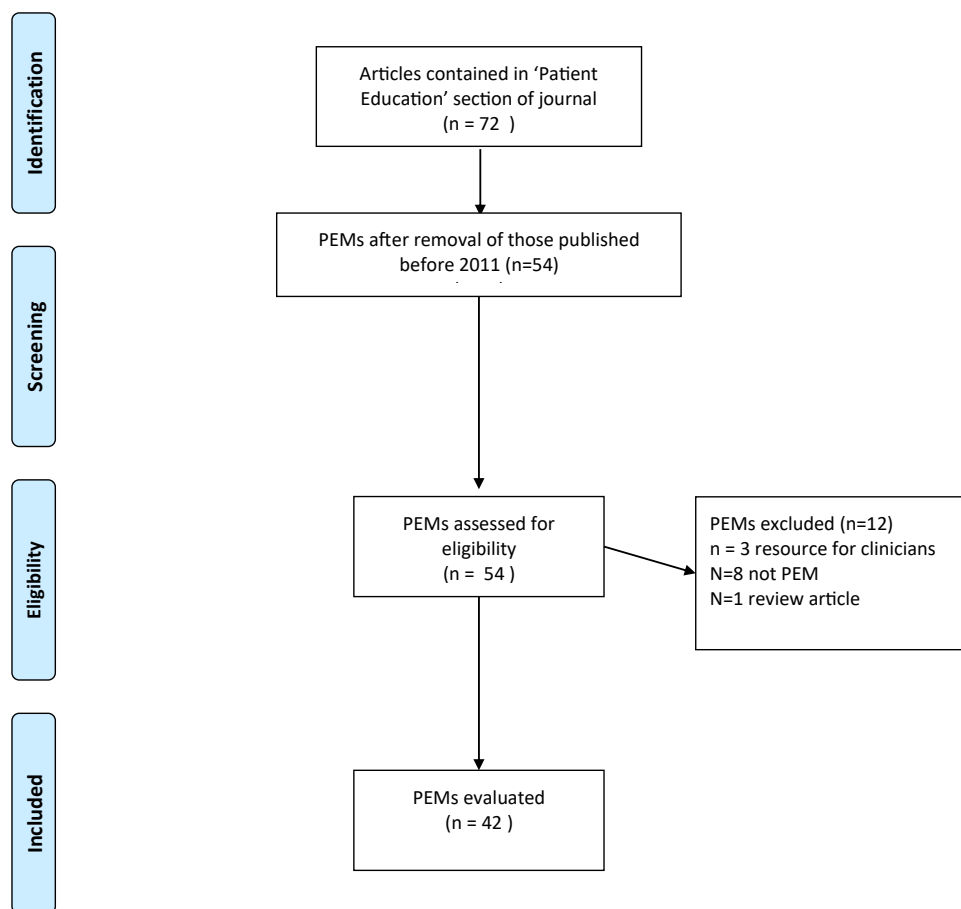 Identification
Articles contained in ‘Patient
Education’ section of journal
(n = 72 )
PEMs after removal of those published
before 2011 (n=54)
Screening
Eligibility
PEMs assessed for
eligibility
(n = 54 )
PEMs excluded (n=12)
n = 3 resource for clinicians
N=8 not PEM
N=1 review article
Included
PEMs evaluated
(n = 42 )